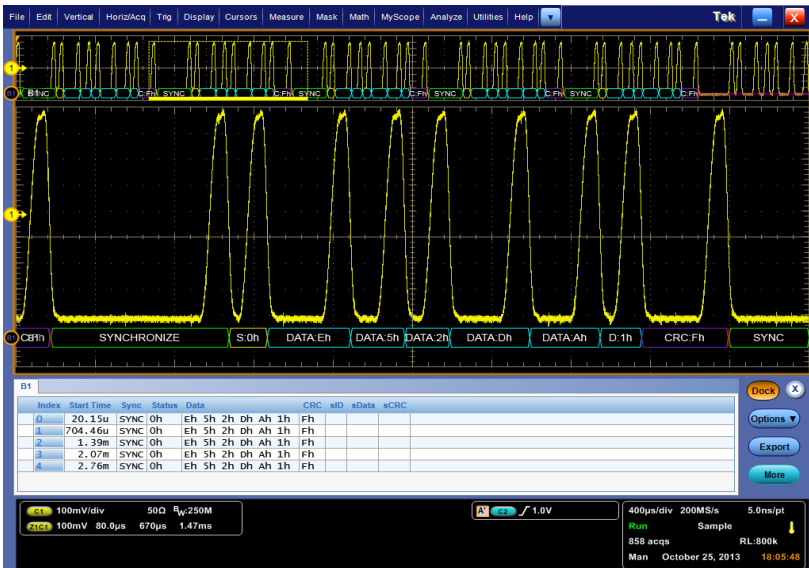 File Edit Vertical Horiz/Acq Trig Display Cursors Measure Mask Math MyScope Analyze Utilities Help Tek X
1
B1 SYNC C:Fh SYNC C:Fh SYNC C:Fh SYNC C:Fh SYNC C:Fh
1
B1 SYNCHRONIZE S:0h DATA:Eh DATA:5h DATA:2h DATA:Dh DATA:Ah D:1h CRC:Fh SYNC
B1
Dock X
Index Start Time Sync Status Data CRC sID sData sCRC
0 20.15u SYNC 0h Eh 5h 2h Dh Ah 1h Fh
1 704.46u SYNC 0h Eh 5h 2h Dh Ah 1h Fh
2 1.39m SYNC 0h Eh 5h 2h Dh Ah 1h Fh
3 2.07m SYNC 0h Eh 5h 2h Dh Ah 1h Fh
4 2.76m SYNC 0h Eh 5h 2h Dh Ah 1h Fh
Options
Export
More
C1 100mV/div 50Ω BW:250M
Z1C1 100mV 80.0µs 670µs 1.47ms
A' C2 1.0V
400µs/div 200MS/s 5.0ns/pt
Run Sample
858 acqs RL:800k
Man October 25, 2013 18:05:48